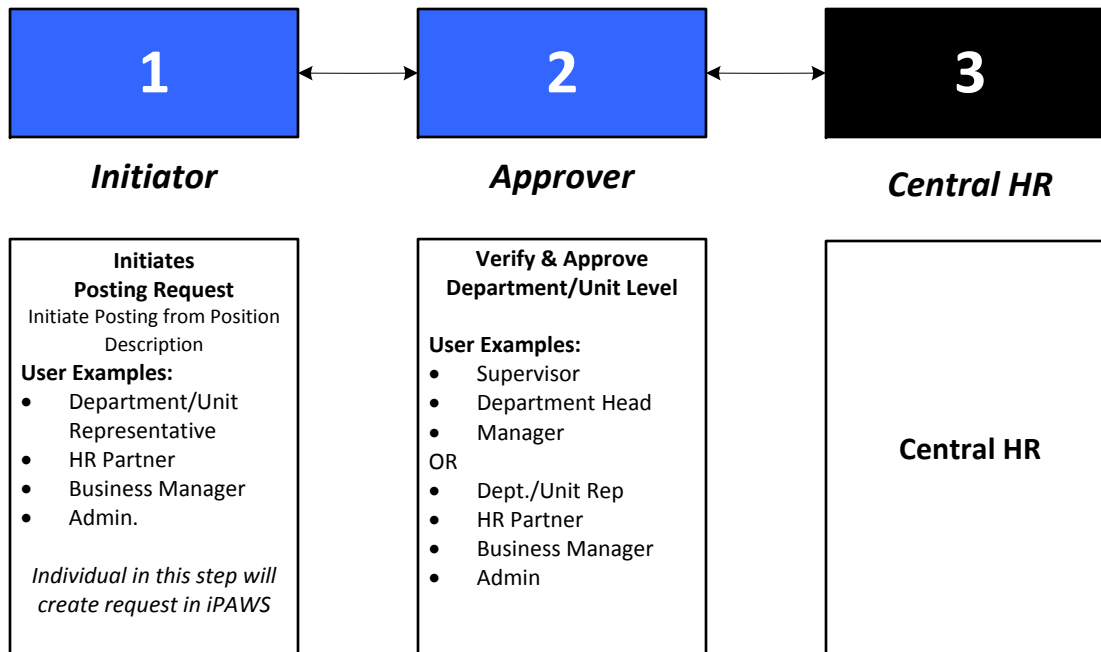 1
2
3
Initiator
Approver
Central HR
Initiates
Posting Request
Initiate Posting from Position
Description
User Examples:
• Department/Unit
Representative
• HR Partner
• Business Manager
• Admin.
Individual in this step will
create request in iPAWS
Verify & Approve
Department/Unit Level
User Examples:
• Supervisor
• Department Head
• Manager
OR
• Dept./Unit Rep
• HR Partner
• Business Manager
• Admin
Central HR